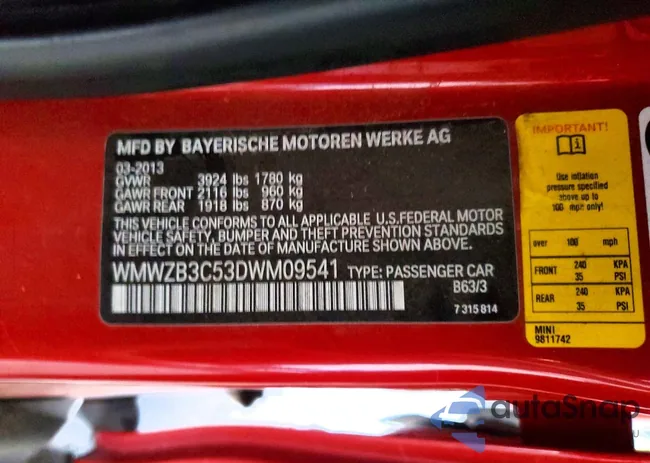 MFD BY BAYERISCHE MOTOREN WERKE AG
03-2013
GVWR 3924 lbs 1780 kg
GAWR FRONT 2116 lbs 960 kg
GAWR REAR 1918 lbs 870 kg
THIS VEHICLE CONFORMS TO ALL APPLICABLE U.S.FEDERAL MOTOR
VEHICLE SAFETY, BUMPER AND THEFT PREVENTION STANDARDS
IN EFFECT ON THE DATE OF MANUFACTURE SHOWN ABOVE.
WMWZB3C53DWM09541 TYPE: PASSENGER CAR
B63/3
7 315 814
IMPORTANT!
Use inflation
pressure specified
above up to
100 mph only!
over 100 mph
FRONT 240 KPA
35 PSI
REAR 240 KPA
35 PSI
MINI
9811742
autoSnap